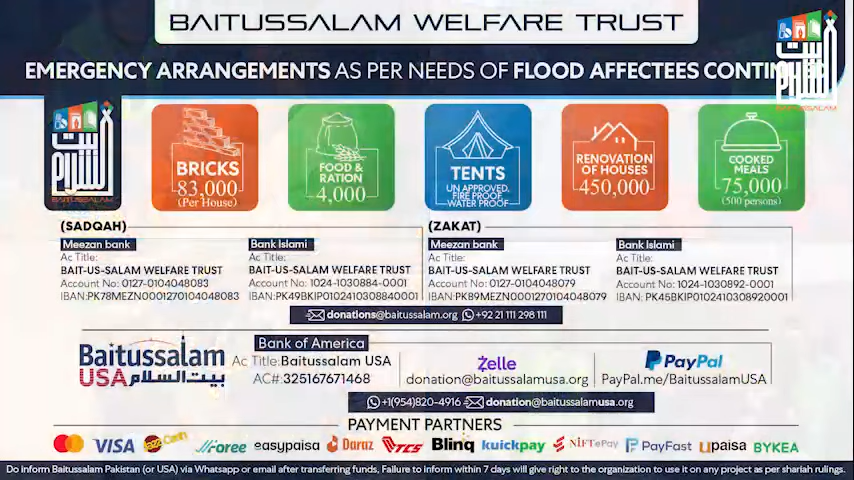 BAITUSSALAM WELFARE TRUST
EMERGENCY ARRANGEMENTS AS PER NEEDS OF FLOOD AFFECTEES
بیت السلام
BAITUSSALAM
بیت السلام
BAITUSSALAM
BRICKS
83,000
(Per House)
FOOD &
RATION
4,000
TENTS
UN APPROVED,
FIRE PROOF,
WATER PROOF
RENOVATION
OF HOUSES
450,000
COOKED
MEALS
75,000
(500 persons)
(SADQAH)
Meezan bank
Ac Title:
BAIT-US-SALAM WELFARE TRUST
Account No: 0127-0104048083
IBAN:PK78MEZN0001270104048083
Bank Islami
Ac Title:
BAIT-US-SALAM WELFARE TRUST
Account No: 1024-1030884-0001
IBAN:PK49BKIP0102410308840001
(ZAKAT)
Meezan bank
Ac Title:
BAIT-US-SALAM WELFARE TRUST
Account No: 0127-0104048079
IBAN:PK89MEZN0001270104048079
Bank Islami
Ac Title:
BAIT-US-SALAM WELFARE TRUST
Account No: 1024-1030892-0001
IBAN: PK45BKIP0102410308920001
donations@baitussalam.org +92 21 111 298 111
Baitussalam
USA بيت السلام
Bank of America
Ac Title:Baitussalam USA
AC#:325167671468
Zelle
donation@baitussalamusa.org
PayPal
PayPal.me/BaitussalamUSA
+1(954)820-4916 donation@baitussalamusa.org
PAYMENT PARTNERS
VISA JazzCash easypaisa Daraz TCS Blinq kuickpay NIFTePay PayFast upaisa BYKEA
Do inform Baitussalam Pakistan (or USA) via Whatsapp or email after transferring funds, Failure to inform within 7 days will give right to the organization to use it on any project as per shariah rulings.